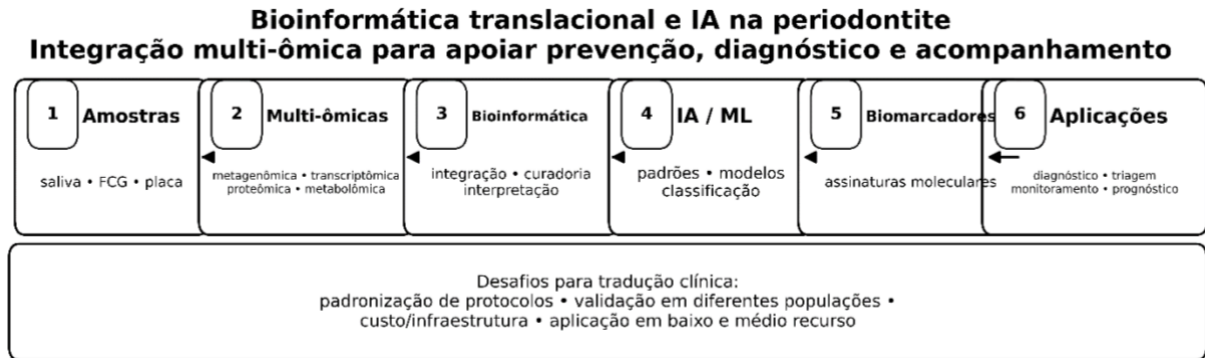 Bioinformática translacional e IA na periodontite
Integração multi-ômica para apoiar prevenção, diagnóstico e acompanhamento
1 Amostras
saliva • FCG • placa
2 Multi-ômicas
metagenômica • transcriptômica
proteômica • metabolômica
3 Bioinformática
integração • curadoria
interpretação
4 IA / ML
padrões • modelos
classificação
5 Biomarcadores
assinaturas moleculares
6 Aplicações
diagnóstico • triagem
monitoramento • prognóstico
Desafios para tradução clínica:
padronização de protocolos • validação em diferentes populações •
custo/infraestrutura • aplicação em baixo e médio recurso